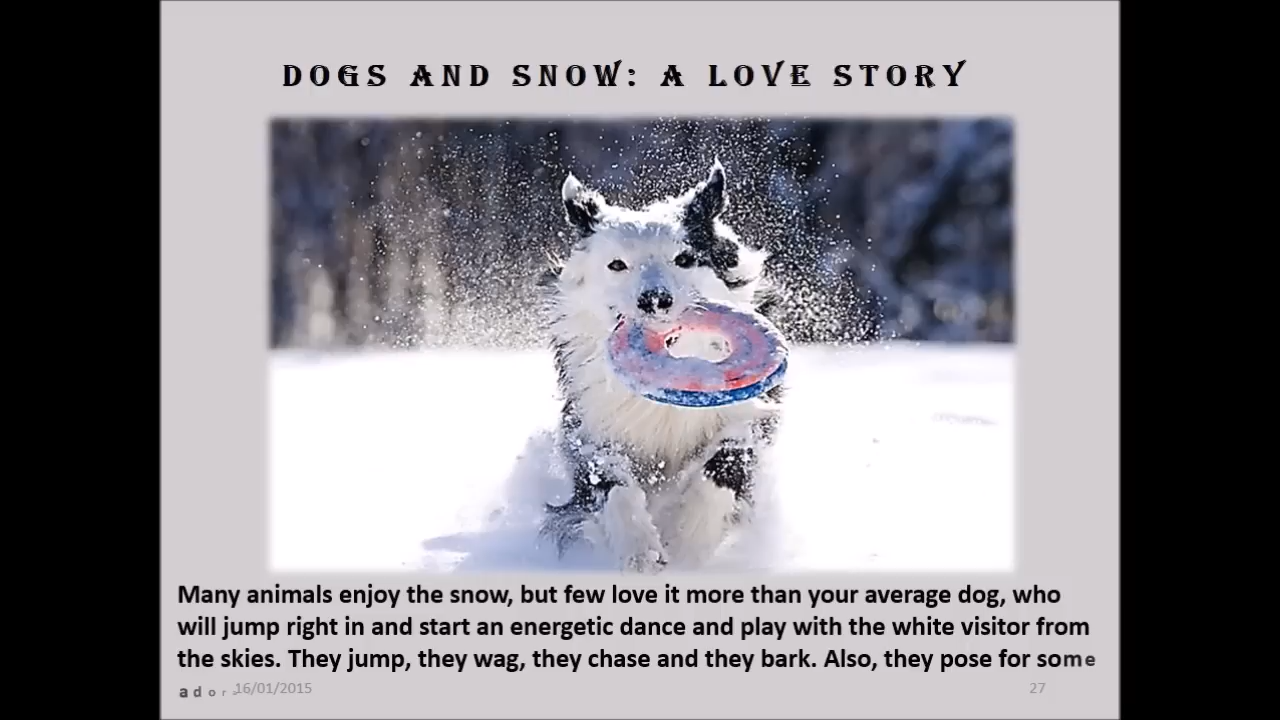 DOGS AND SNOW: A LOVE STORY
Many animals enjoy the snow, but few love it more than your average dog, who
will jump right in and start an energetic dance and play with the white visitor from
the skies. They jump, they wag, they chase and they bark. Also, they pose for some
16/01/2015
27